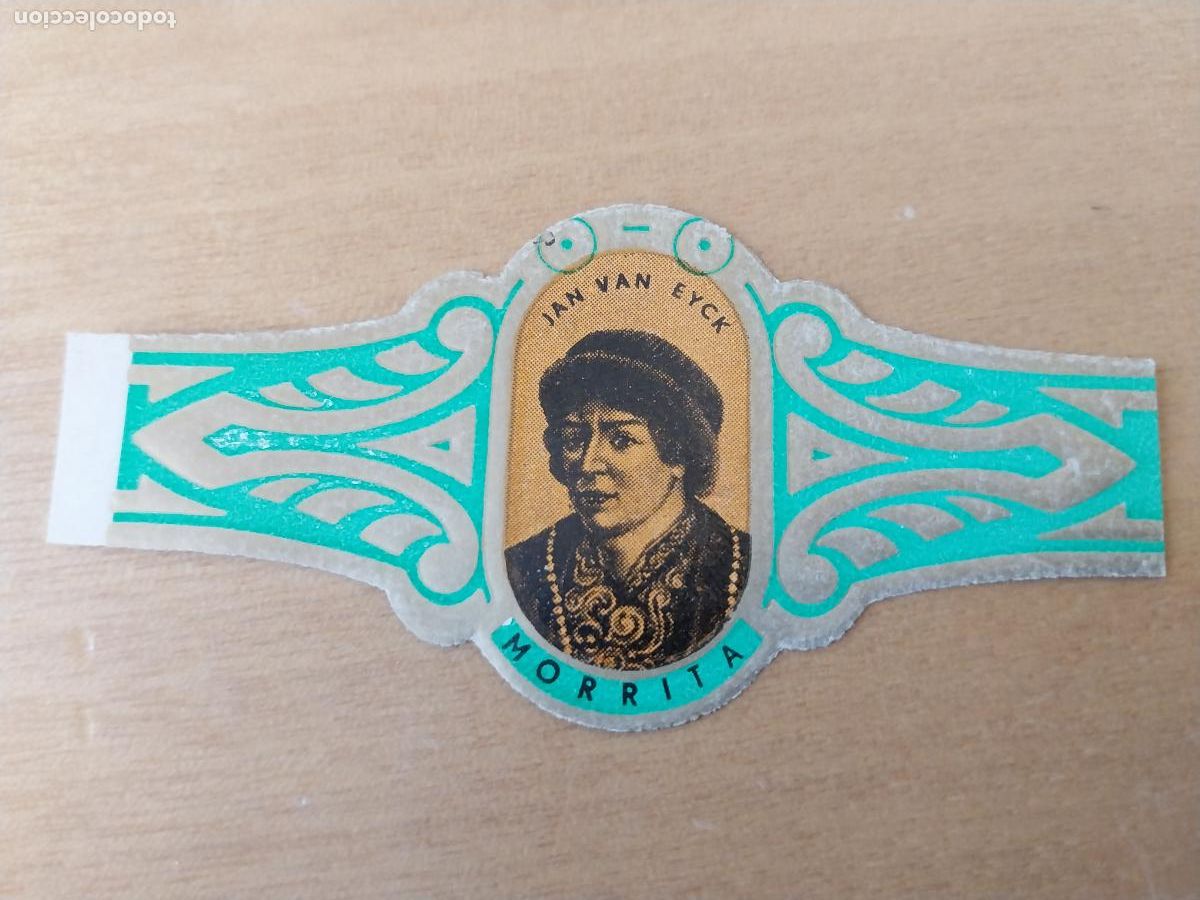 todocoleccion
JAN VAN EYCK
MORRITA